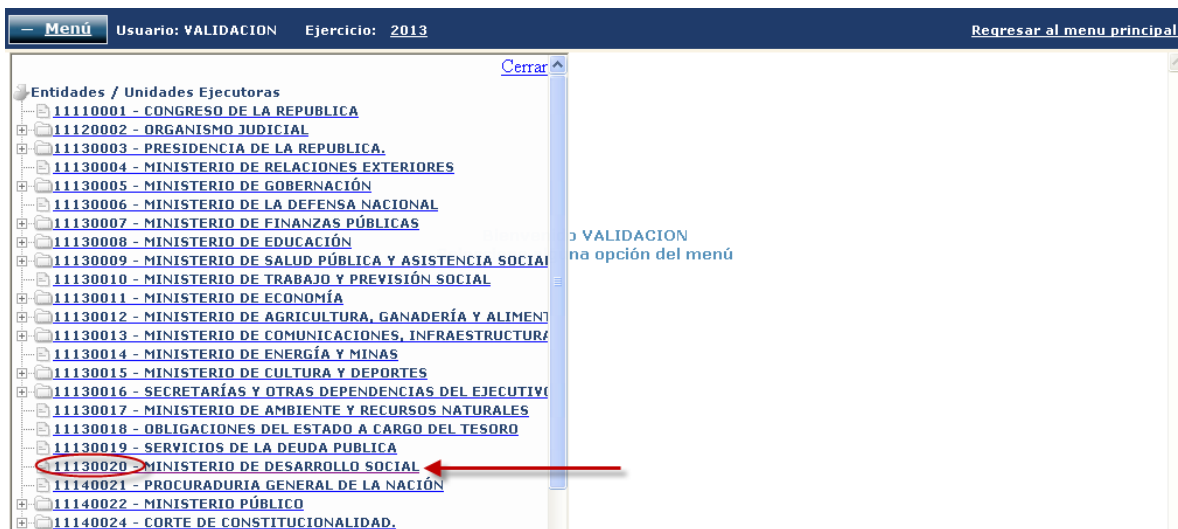 — Menú Usuario: VALIDACION Ejercicio: 2013 Regresar al menu principal
Cerrar
Entidades / Unidades Ejecutoras
11110001 - CONGRESO DE LA REPUBLICA
11120002 - ORGANISMO JUDICIAL
11130003 - PRESIDENCIA DE LA REPUBLICA.
11130004 - MINISTERIO DE RELACIONES EXTERIORES
11130005 - MINISTERIO DE GOBERNACIÓN
11130006 - MINISTERIO DE LA DEFENSA NACIONAL
11130007 - MINISTERIO DE FINANZAS PÚBLICAS
11130008 - MINISTERIO DE EDUCACIÓN
11130009 - MINISTERIO DE SALUD PÚBLICA Y ASISTENCIA SOCIAL
11130010 - MINISTERIO DE TRABAJO Y PREVISIÓN SOCIAL
11130011 - MINISTERIO DE ECONOMÍA
11130012 - MINISTERIO DE AGRICULTURA, GANADERÍA Y ALIMENT
11130013 - MINISTERIO DE COMUNICACIONES, INFRAESTRUCTURA
11130014 - MINISTERIO DE ENERGÍA Y MINAS
11130015 - MINISTERIO DE CULTURA Y DEPORTES
11130016 - SECRETARÍAS Y OTRAS DEPENDENCIAS DEL EJECUTIVO
11130017 - MINISTERIO DE AMBIENTE Y RECURSOS NATURALES
11130018 - OBLIGACIONES DEL ESTADO A CARGO DEL TESORO
11130019 - SERVICIOS DE LA DEUDA PUBLICA
11130020 - MINISTERIO DE DESARROLLO SOCIAL
11140021 - PROCURADURIA GENERAL DE LA NACIÓN
11140022 - MINISTERIO PÚBLICO
11140024 - CORTE DE CONSTITUCIONALIDAD.
o VALIDACION
na opción del menú